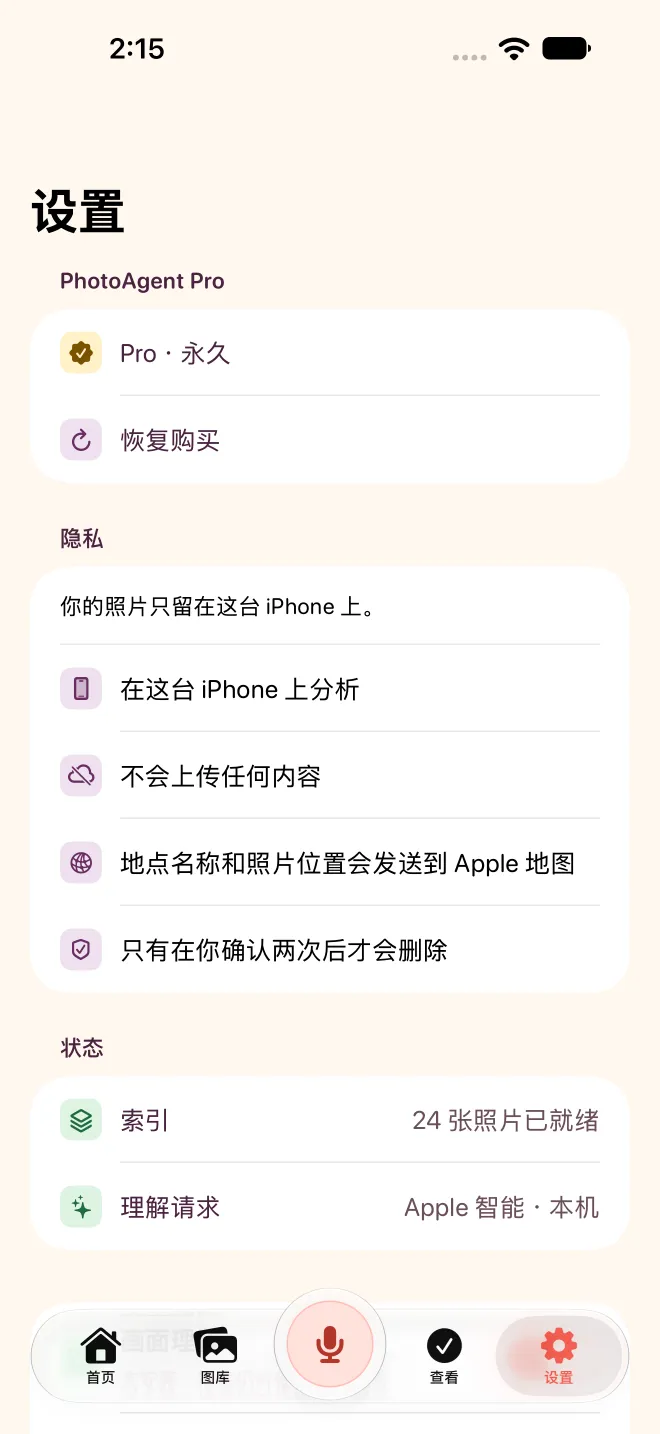 2:15
设置
PhotoAgent Pro
Pro · 永久
恢复购买
隐私
你的照片只留在这台 iPhone 上。
在这台 iPhone 上分析
不会上传任何内容
地点名称和照片位置会发送到 Apple 地图
只有在你确认两次后才会删除
状态
索引 24 张照片已就绪
理解请求 Apple 智能 · 本机
首页 图库 查看 设置